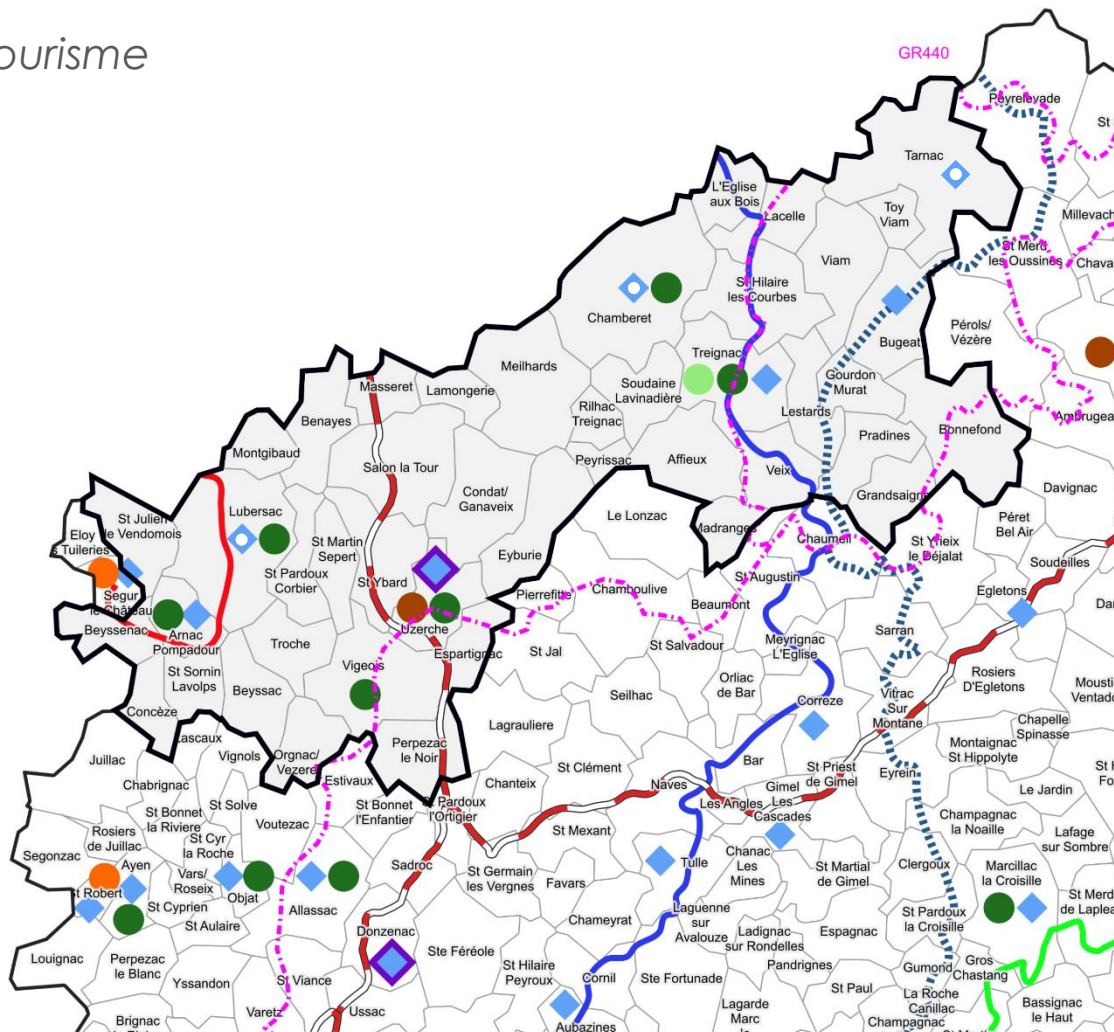 ourisme
GR440
Peyrelevade
St
Tarnac
L'Eglise
aux Bois
Lacelle
Toy
Viam
Millevach
St Merd
les Oussines
Chava
Viam
St Hilaire
les Courbes
Chamberet
Pérols/
Vézère
Bugeat
Meilhards
Treignac
Masseret
Lamongerie
Soudaine
Lavinadière
Gourdon
Murat
Rilhac
Treignac
Lestards
Ambrugea
Bonnefond
Benayes
Pradines
Montgibaud
Salon la Tour
Peyrissac
Affieux
Veix
Condat/
Ganaveix
Grandsaigne
Davignac
Lubersac
St Julien
le Vendomois
Eloy
s Tuileries
Le Lonzac
Madranges
Péret
Bel Air
St Martin
Sepert
Chaumeil
St Yrieix
le Déjalat
Eyburie
Soudeilles
St Pardoux
Corbier
St Ybard
St Augustin
Pierrefitte
Chamboulive
Egletons
Segur
le Château
Beaumont
Uzerche
Beyssenac
Arnac
Pompadour
Sarran
Troche
Espartignac
St Jal
St Salvadour
Meyrignac
L'Eglise
Vigeois
St Sornin
Lavolps
Rosiers
D'Egletons
Orliac
de Bar
Mousti
Ventado
Beyssac
Seilhac
Vitrac
Sur
Montane
Correze
Concèze
Lagrauliere
Chapelle
Spinasse
Lascaux
Perpezac
le Noir
Vignols
Orgnac/
Vezere
Montaignac
St Hippolyte
Juillac
Bar
St Clément
St Priest
de Gimel
Eyrein
Estivaux
Chabrignac
Chanteix
Naves
Gimel
Les
Cascades
Le Jardin
St Bonnet
l'Enfantier
St Pardoux
l'Ortigier
Les Angles
St Solve
St Bonnet
la Riviere
Voutezac
Champagnac
la Noaille
St Mexant
Rosiers
de Juillac
St Cyr
la Roche
Lafage
sur Sombre
Segonzac
Ayen
Sadroc
Chanac
Les
Mines
Clergoux
Tulle
Marcillac
la Croisille
St Martial
de Gimel
St Germain
les Vergnes
Vars/
Roseix
Favars
St Robert
Objat
St Merd
de Laplea
St Cyprien
Allassac
Laguenne
sur
Avalouze
St Pardoux
la Croisille
St Aulaire
Chameyrat
Donzenac
Ladignac
sur Rondelles
Espagnac
Ste Féréole
Louignac
Perpezac
le Blanc
Gros
Chastang
St Hilaire
Peyroux
Pandrignes
Gumond
Yssandon
St Viance
Cornil
Ste Fortunade
St Paul
La Roche
Canillac
Bassignac
le Haut
Lagarde
Marc
Varetz
Ussac
Brignac
Aubazines
Champagnac